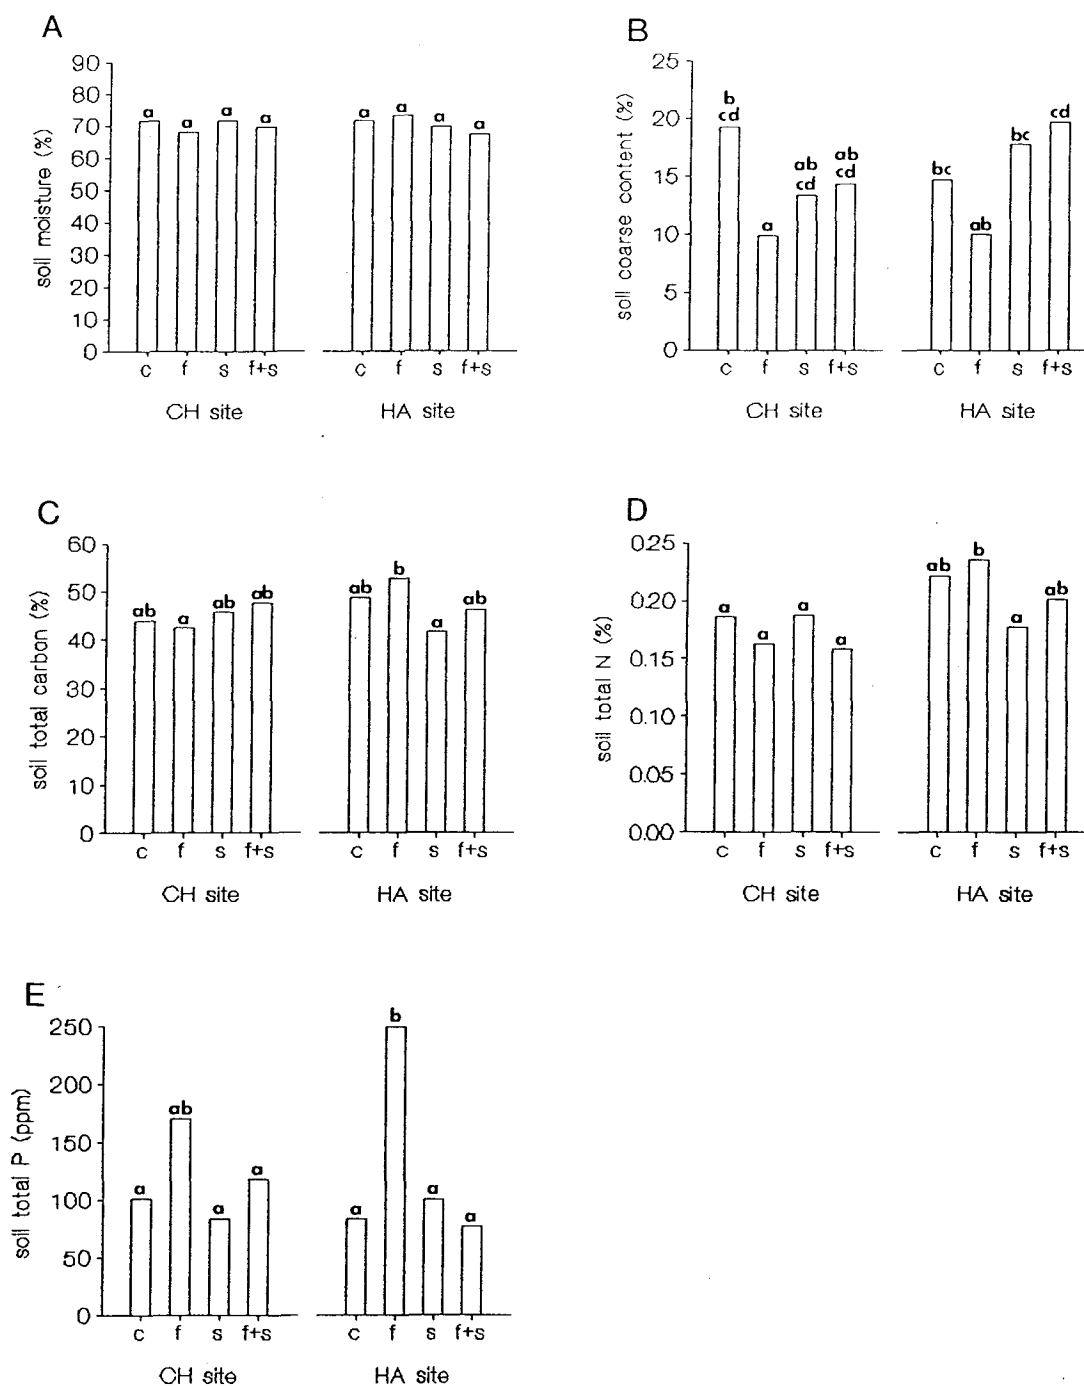 A
soil moisture (%)
90
80
70
60
50
40
30
20
10
0
a a a a a a a a
c f s f+s c f s f+s
CH site HA site
B
soil coarse content (%)
25
20
15
10
5
0
b
cd a ab
cd ab
cd bc ab bc cd
c f s f+s c f s f+s
CH site HA site
C
soil total carbon (%)
60
50
40
30
20
10
0
ab a ab ab ab b a ab
c f s f+s c f s f+s
CH site HA site
D
soil total N (%)
0.25
0.20
0.15
0.10
0.05
0.00
a a a a ab b a ab
c f s f+s c f s f+s
CH site HA site
E
soil total P (ppm)
250
200
150
100
50
0
a ab a a a b a a
c f s f+s c f s f+s
CH site HA site